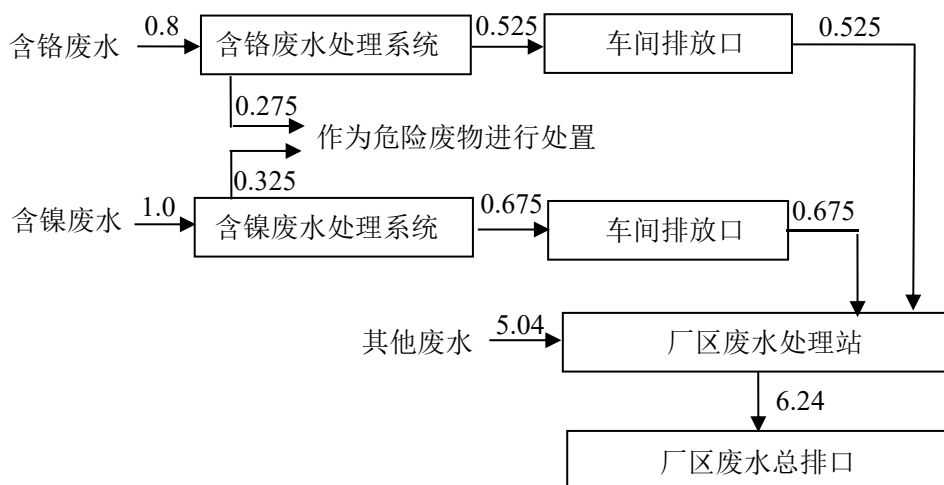 含铬废水 0.8 含铬废水处理系统 0.525 车间排放口 0.525
0.275
作为危险废物进行处置
0.325
含镍废水 1.0 含镍废水处理系统 0.675 车间排放口 0.675
其他废水 5.04 厂区废水处理站
6.24
厂区废水总排口